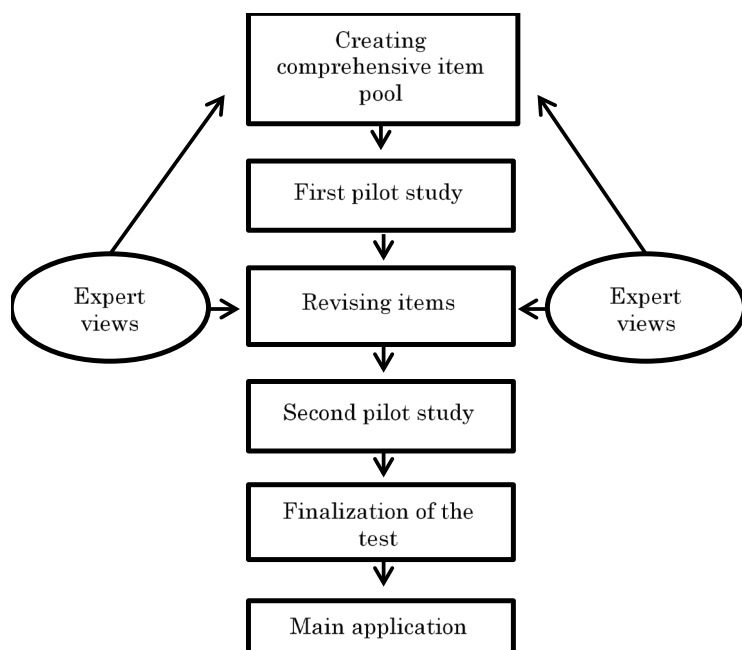 Creating
comprehensive item
pool
First pilot study
Expert
views
Revising items
Expert
views
Second pilot study
Finalization of the
test
Main application